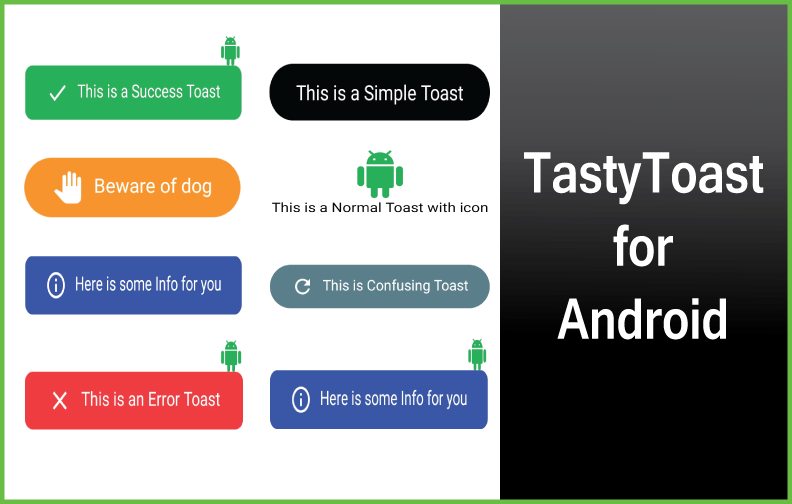 This is a Success Toast
This is a Simple Toast
Beware of dog
This is a Normal Toast with icon
Here is some Info for you
This is Confusing Toast
This is an Error Toast
Here is some Info for you
TastyToast
for
Android